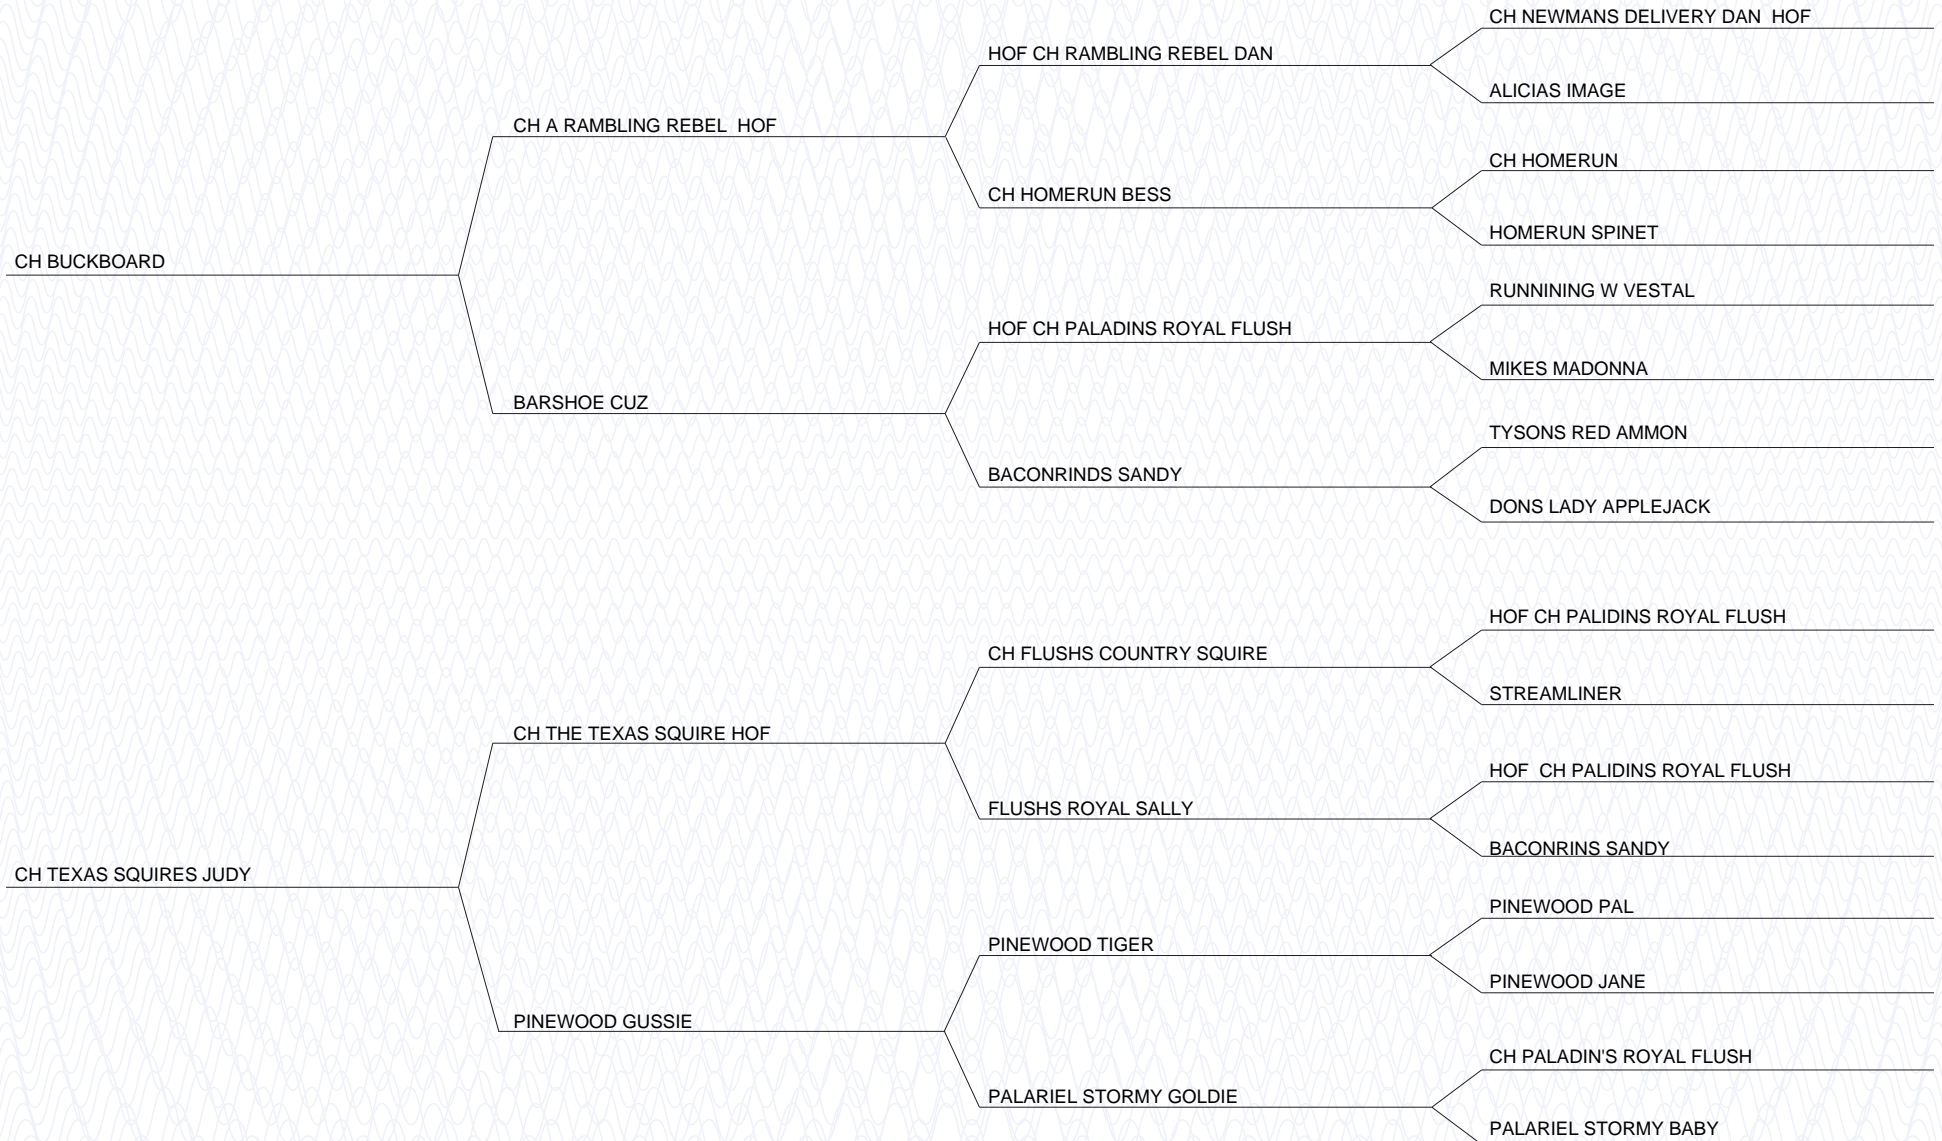 CH NEWMANS DELIVERY DAN  HOF
HOF CH RAMBLING REBEL DAN
ALICIAS IMAGE
CH A RAMBLING REBEL  HOF
CH HOMERUN
CH HOMERUN BESS
HOMERUN SPINET
CH BUCKBOARD
RUNNINING W VESTAL
HOF CH PALADINS ROYAL FLUSH
MIKES MADONNA
BARSHOE CUZ
TYSONS RED AMMON
BACONRINDS SANDY
DONS LADY APPLEJACK
HOF CH PALIDINS ROYAL FLUSH
CH FLUSHS COUNTRY SQUIRE
STREAMLINER
CH THE TEXAS SQUIRE HOF
HOF  CH PALIDINS ROYAL FLUSH
FLUSHS ROYAL SALLY
BACONRINS SANDY
CH TEXAS SQUIRES JUDY
PINEWOOD PAL
PINEWOOD TIGER
PINEWOOD JANE
PINEWOOD GUSSIE
CH PALADIN'S ROYAL FLUSH
PALARIEL STORMY GOLDIE
PALARIEL STORMY BABY